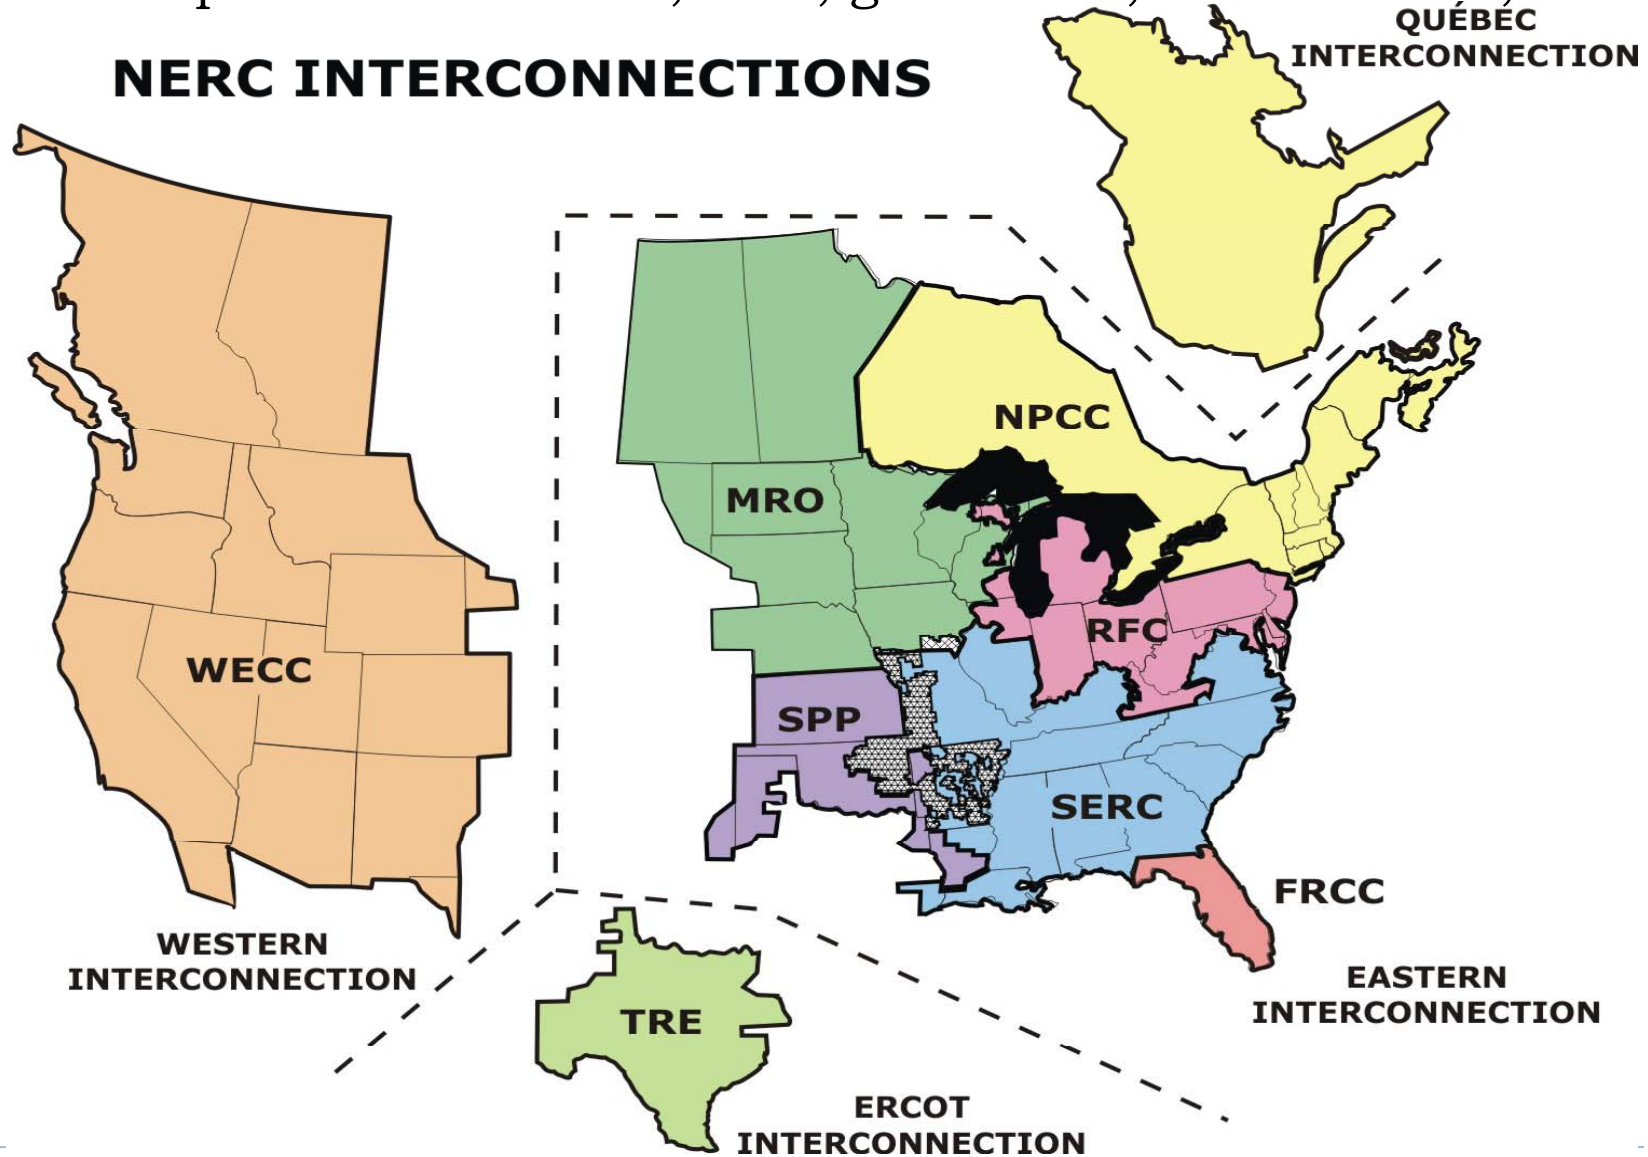 QUÉBEC
INTERCONNECTION
NERC INTERCONNECTIONS
NPCC
MRO
RFC
WECC
SPP
SERC
FRCC
WESTERN
INTERCONNECTION
EASTERN
INTERCONNECTION
TRE
ERCOT
INTERCONNECTION